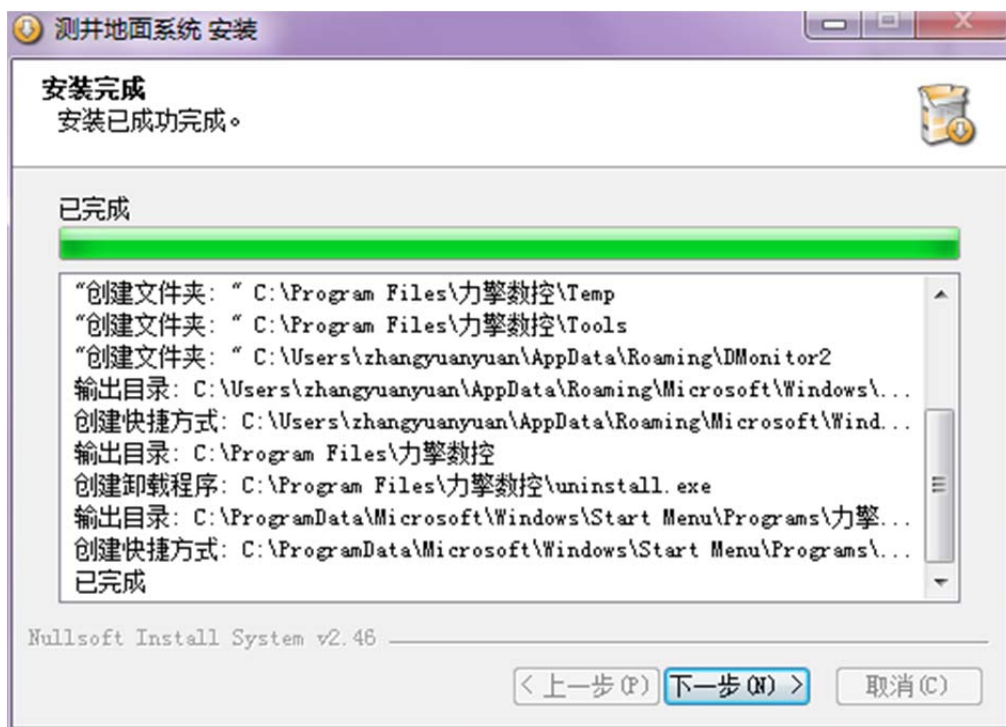 测井地面系统 安装
安装完成
安装已成功完成。
已完成
“创建文件夹: “ C:\Program Files\力擎数控\Temp
“创建文件夹: “ C:\Program Files\力擎数控\Tools
“创建文件夹: “ C:\Users\zhangyuanyuan\AppData\Roaming\DMonitor2
输出目录: C:\Users\zhangyuanyuan\AppData\Roaming\Microsoft\Windows\...
创建快捷方式: C:\Users\zhangyuanyuan\AppData\Roaming\Microsoft\Wind...
输出目录: C:\Program Files\力擎数控
创建卸载程序: C:\Program Files\力擎数控\uninstall.exe
输出目录: C:\ProgramData\Microsoft\Windows\Start Menu\Programs\力擎...
创建快捷方式: C:\ProgramData\Microsoft\Windows\Start Menu\Programs\...
已完成
Nullsoft Install System v2.46
< 上一步(P) 下一步(N) > 取消(C)